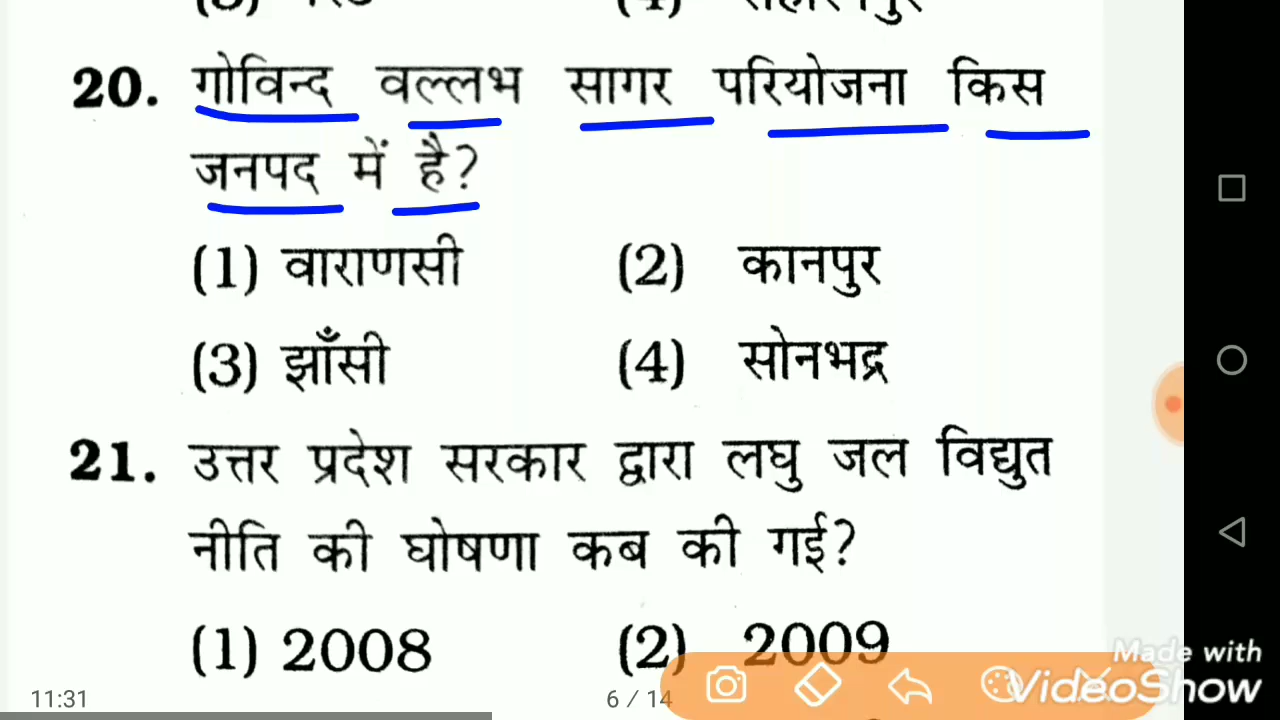 20. गोविन्द वल्लभ सागर परियोजना किस
जनपद में है?
(1) वाराणसी (2) कानपुर
(3) झाँसी (4) सोनभद्र
21. उत्तर प्रदेश सरकार द्वारा लघु जल विद्युत
नीति की घोषणा कब की गई?
(1) 2008 (2) 2009
Made with
VideoShow
11:31 6 / 14